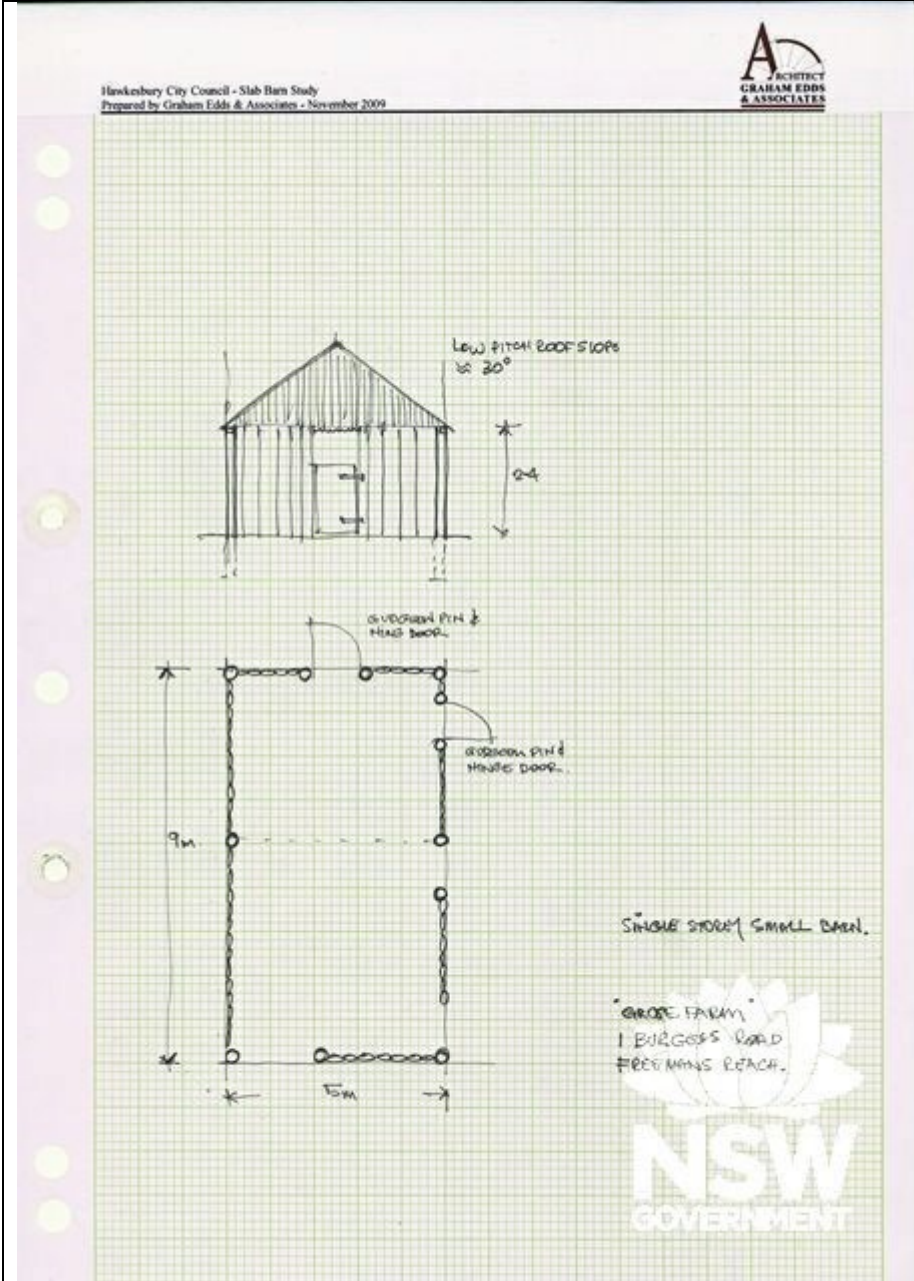 Hawkesbury City Council - Slab Barn Study
Prepared by Graham Edds & Associates - November 2009
ARCHITECT
GRAHAM EDDS
& ASSOCIATES
LOW PITCH ROOF SLOPE
≈ 30°
2.4
GUDGEON PIN &
HINGE DOOR.
GUDGEON PIN &
HINGE DOOR.
9m
5m
SINGLE STOREY SMALL BARN.
"GROSE FARM"
1 BURGESS ROAD
FREEMANS REACH.
NSW
GOVERNMENT